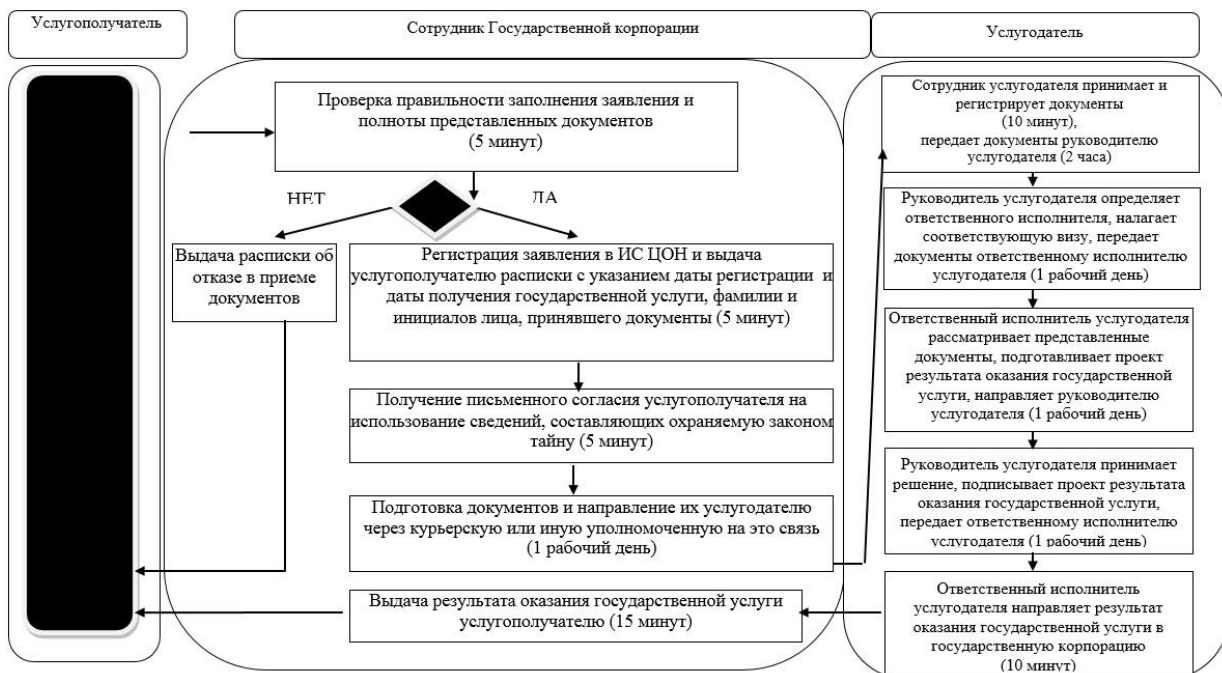 Услугополучатель
Сотрудник Государственной корпорации
Услугодатель
Проверка правильности заполнения заявления и
полноты представленных документов
(5 минут)
НЕТ
ДА
Выдача расписки об
отказе в приеме
документов
Регистрация заявления в ИС ЦОН и выдача
услугополучателю расписки с указанием даты регистрации и
даты получения государственной услуги, фамилии и
инициалов лица, принявшего документы (5 минут)
Получение письменного согласия услугополучателя на
использование сведений, составляющих охраняемую законом
тайну (5 минут)
Подготовка документов и направление их услугодателю
через курьерскую или иную уполномоченную на это связь
(1 рабочий день)
Выдача результата оказания государственной услуги
услугополучателю (15 минут)
Сотрудник услугодателя принимает и
регистрирует документы
(10 минут),
передает документы руководителю
услугодателя (2 часа)
Руководитель услугодателя определяет
ответственного исполнителя, налагает
соответствующую визу, передает
документы ответственному исполнителю
услугодателя (1 рабочий день)
Ответственный исполнитель услугодателя
рассматривает представленные
документы, подготавливает проект
результата оказания государственной
услуги, направляет руководителю
услугодателя (1 рабочий день)
Руководитель услугодателя принимает
решение, подписывает проект результата
оказания государственной услуги,
передает ответственному исполнителю
услугодателя (1 рабочий день)
Ответственный исполнитель
услугодателя направляет результат
оказания государственной услуги в
государственную корпорацию
(10 минут)